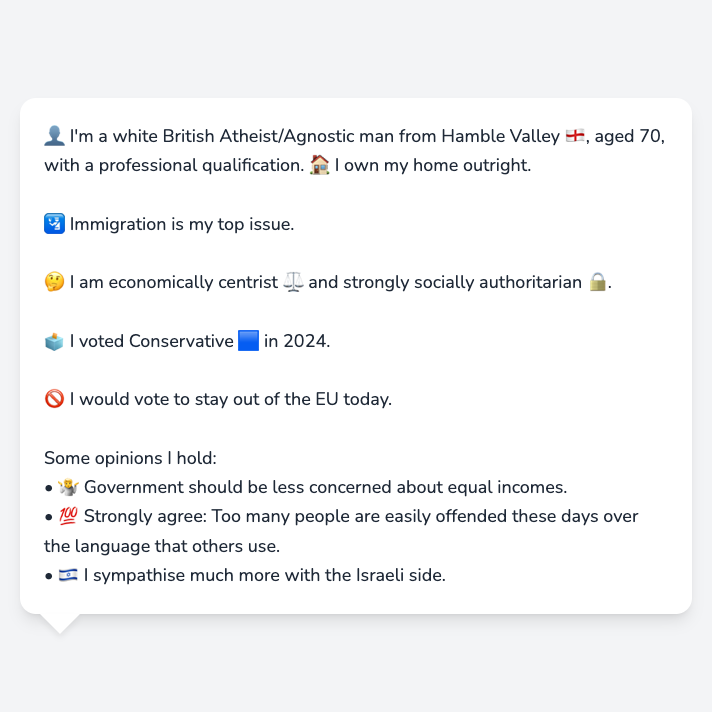 👤 I'm a white British Atheist/Agnostic man from Hamble Valley 🏴󠁧󠁢󠁥󠁮󠁧󠁿, aged 70,
with a professional qualification. 🏠 I own my home outright.
🛂 Immigration is my top issue.
🤔 I am economically centrist ⚖️ and strongly socially authoritarian 🔒.
🗳️ I voted Conservative 🟦 in 2024.
🚫 I would vote to stay out of the EU today.
Some opinions I hold:
• 🤷 Government should be less concerned about equal incomes.
• 💯 Strongly agree: Too many people are easily offended these days over
the language that others use.
• 🇮🇱 I sympathise much more with the Israeli side.